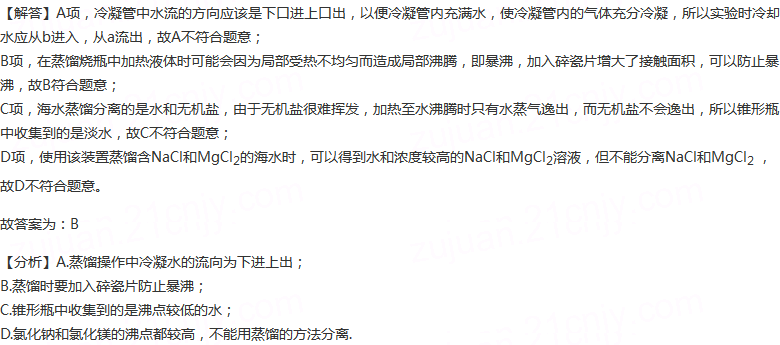 【解答】A项，冷凝管中水流的方向应该是下口进上口出，以便冷凝管内充满水，使冷凝管内的气体充分冷凝，所以实验时冷却
水应从b进入，从a流出，故A不符合题意；
B项，在蒸馏烧瓶中加热液体时可能会因为局部受热不均匀而造成局部沸腾，即暴沸，加入碎瓷片增大了接触面积，可以防止暴
沸，故B符合题意；
C项，海水蒸馏分离的是水和无机盐，由于无机盐很难挥发，加热至水沸腾时只有水蒸气逸出，而无机盐不会逸出，所以锥形瓶
中收集到的是淡水，故C不符合题意；
D项，使用该装置蒸馏含NaCl和MgCl2的海水时，可以得到水和浓度较高的NaCl和MgCl2溶液，但不能分离NaCl和MgCl2 ，
故D不符合题意。
故答案为：B
【分析】A.蒸馏操作中冷凝水的流向为下进上出；
B.蒸馏时要加入碎瓷片防止暴沸；
C.锥形瓶中收集到的是沸点较低的水；
D.氯化钠和氯化镁的沸点都较高，不能用蒸馏的方法分离.